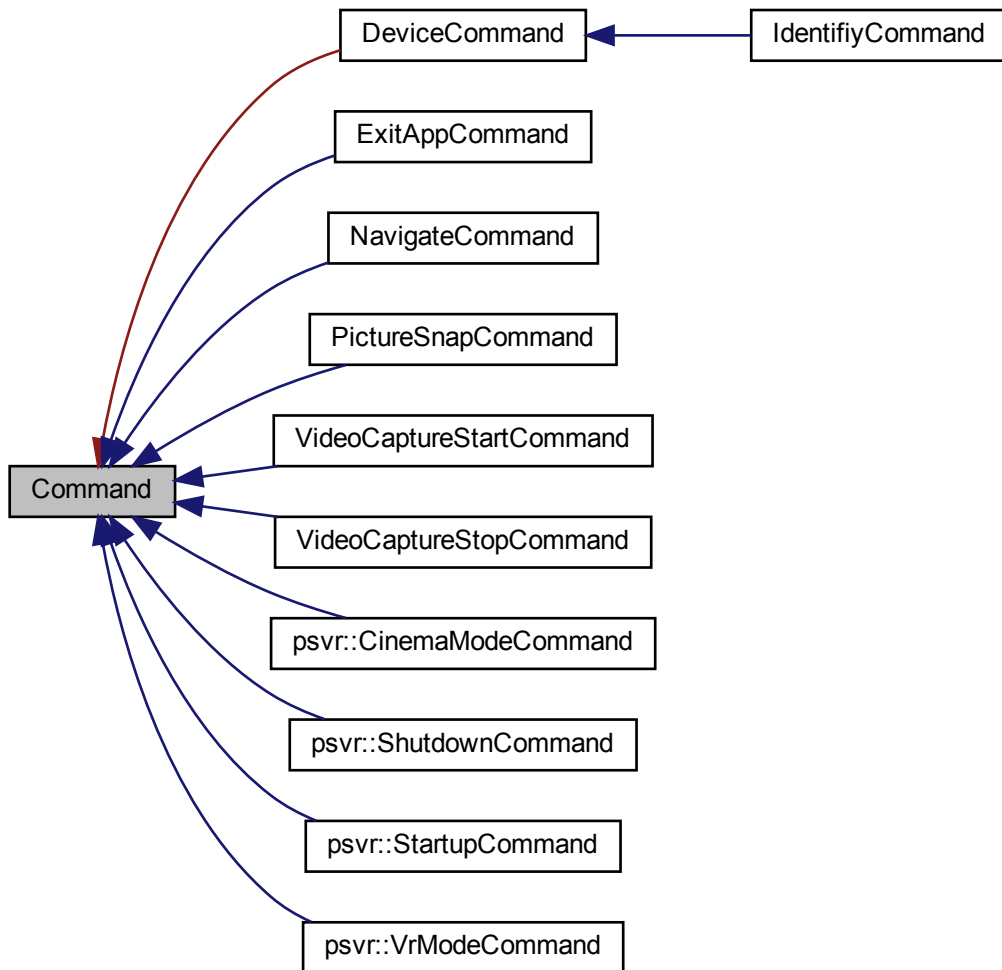 DeviceCommand
IdentifiyCommand
ExitAppCommand
NavigateCommand
PictureSnapCommand
VideoCaptureStartCommand
Command
VideoCaptureStopCommand
psvr::CinemaModeCommand
psvr::ShutdownCommand
psvr::StartupCommand
psvr::VrModeCommand